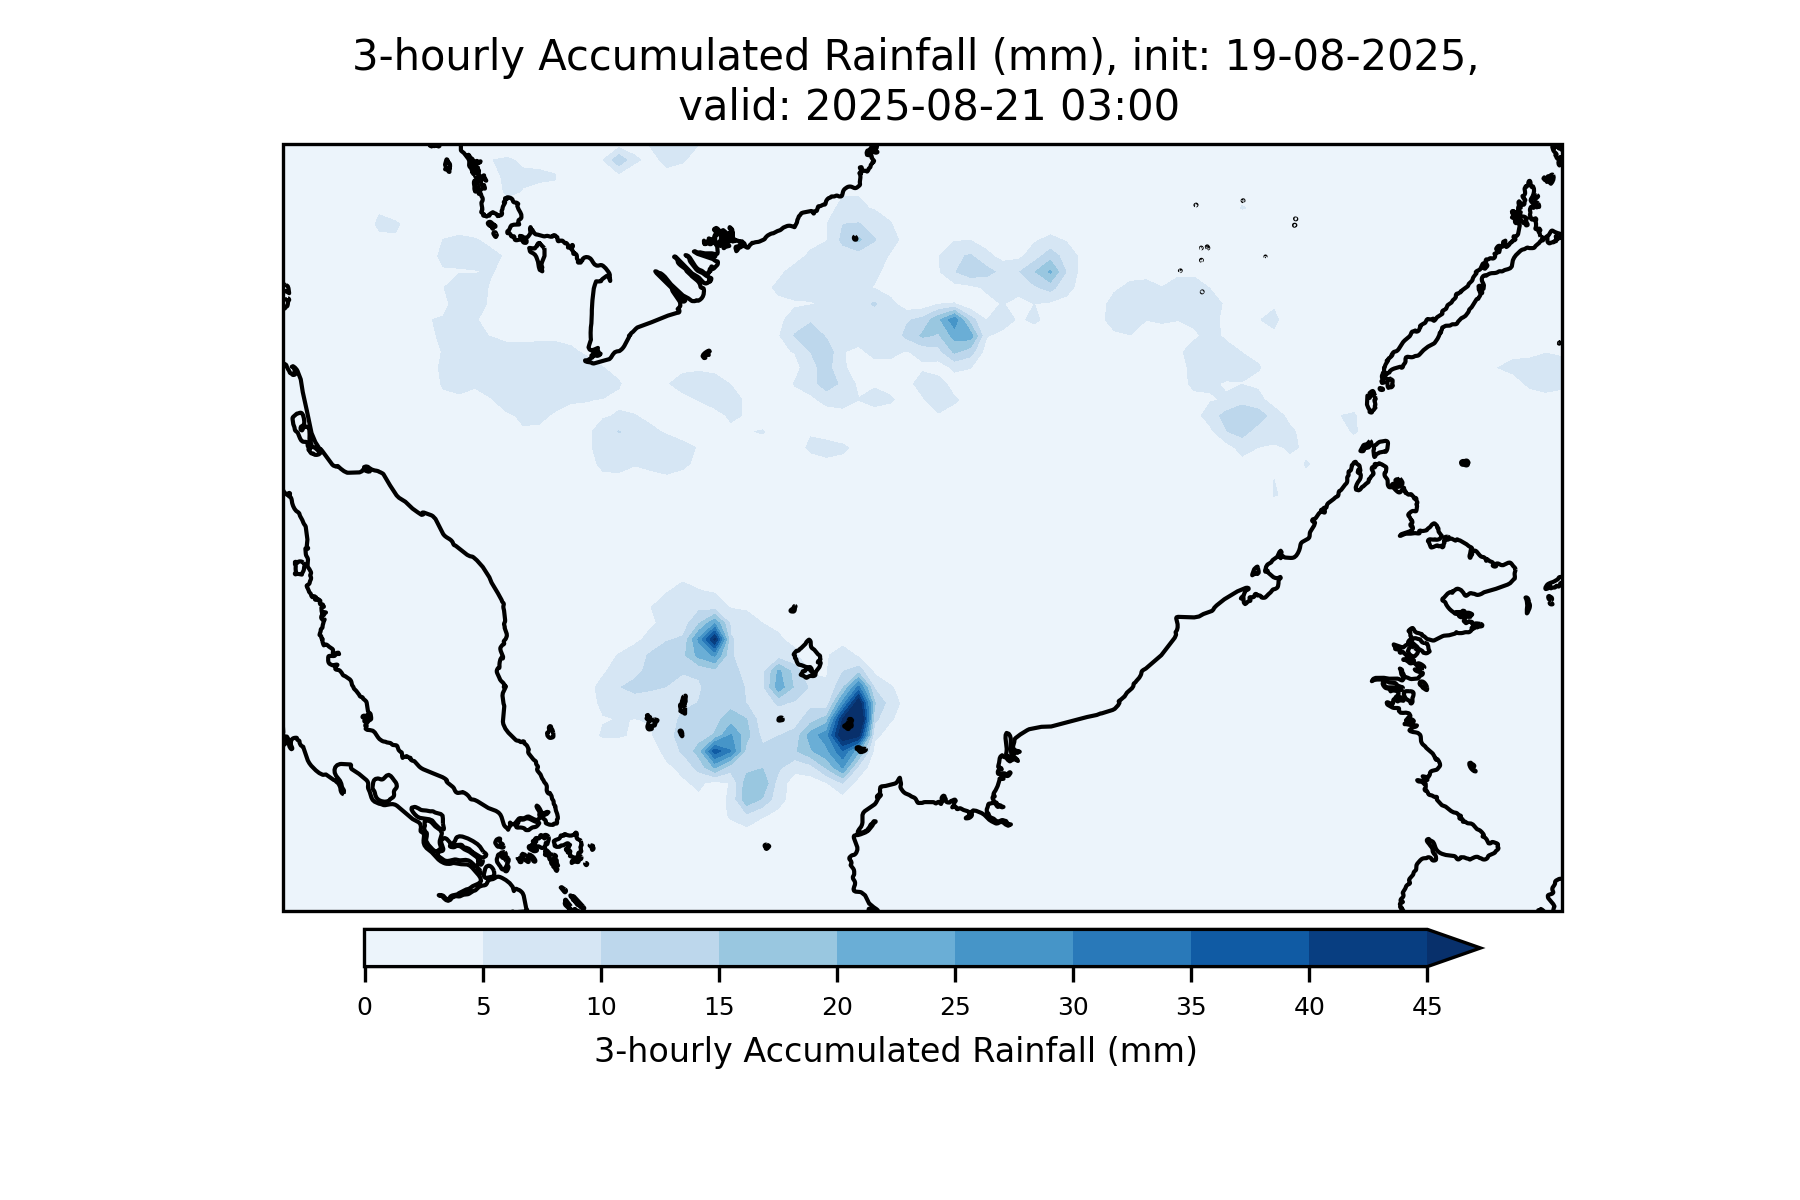 3-hourly Accumulated Rainfall (mm), init: 19-08-2025,
valid: 2025-08-21 03:00
0 5 10 15 20 25 30 35 40 45
3-hourly Accumulated Rainfall (mm)